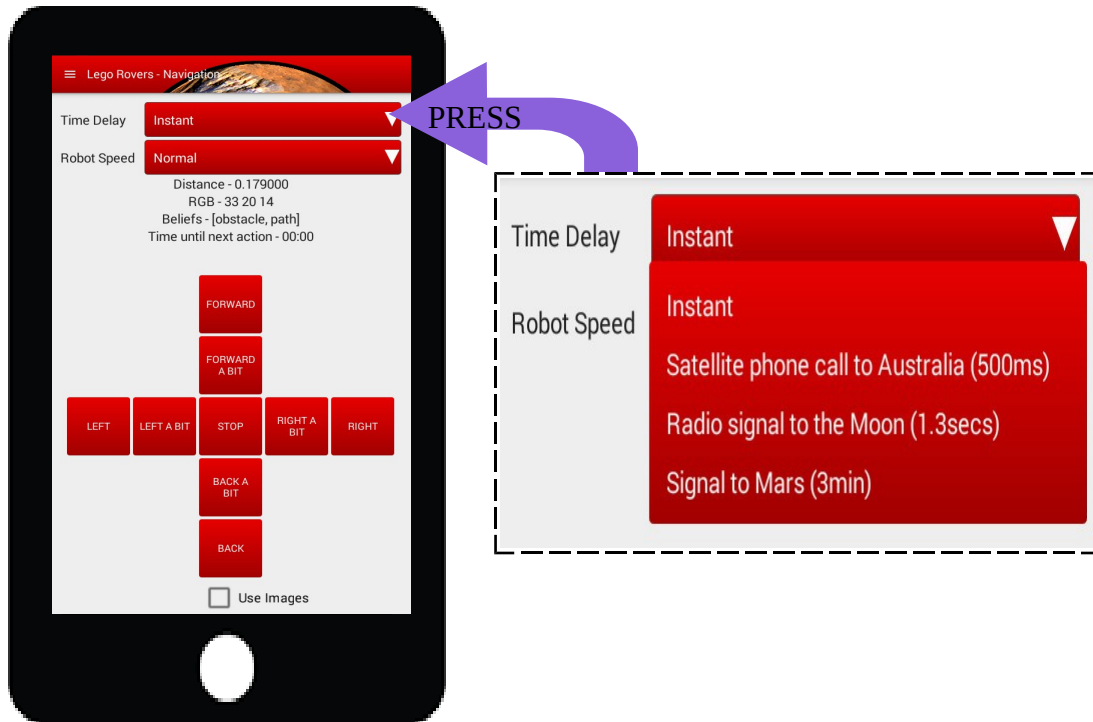 Lego Rovers - Navigation
Time Delay Instant
Robot Speed Normal
Distance - 0.179000
RGB - 33 20 14
Beliefs - [obstacle, path]
Time until next action - 00:00
FORWARD
FORWARD
A BIT
LEFT LEFT A BIT STOP RIGHT A
BIT RIGHT
BACK A
BIT
BACK
Use Images
PRESS
Time Delay Instant
Robot Speed
Instant
Satellite phone call to Australia (500ms)
Radio signal to the Moon (1.3secs)
Signal to Mars (3min)